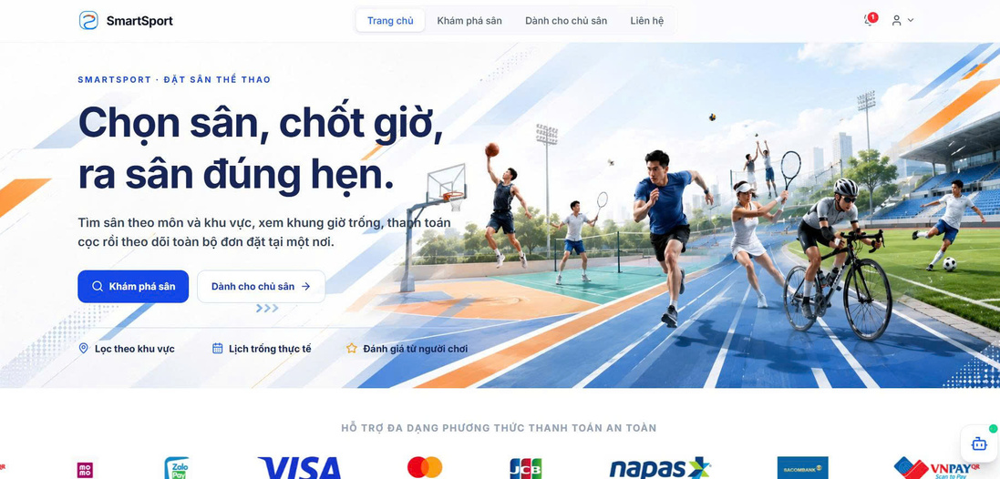 SmartSport
Trang chủ
Khám phá sân
Dành cho chủ sân
Liên hệ
1
SMARTSPORT · ĐẶT SÂN THỂ THAO
Chọn sân, chốt giờ,
ra sân đúng hẹn.
Tìm sân theo môn và khu vực, xem khung giờ trống, thanh toán
cọc rồi theo dõi toàn bộ đơn đặt tại một nơi.
Khám phá sân
Dành cho chủ sân
Lọc theo khu vực
Lịch trống thực tế
Đánh giá từ người chơi
HỖ TRỢ ĐA DẠNG PHƯƠNG THỨC THANH TOÁN AN TOÀN
QR
mo
mo
Zalo
Pay
VISA
JCB
napas
SACOMBANK
VNPAYQR
Scan to Pay